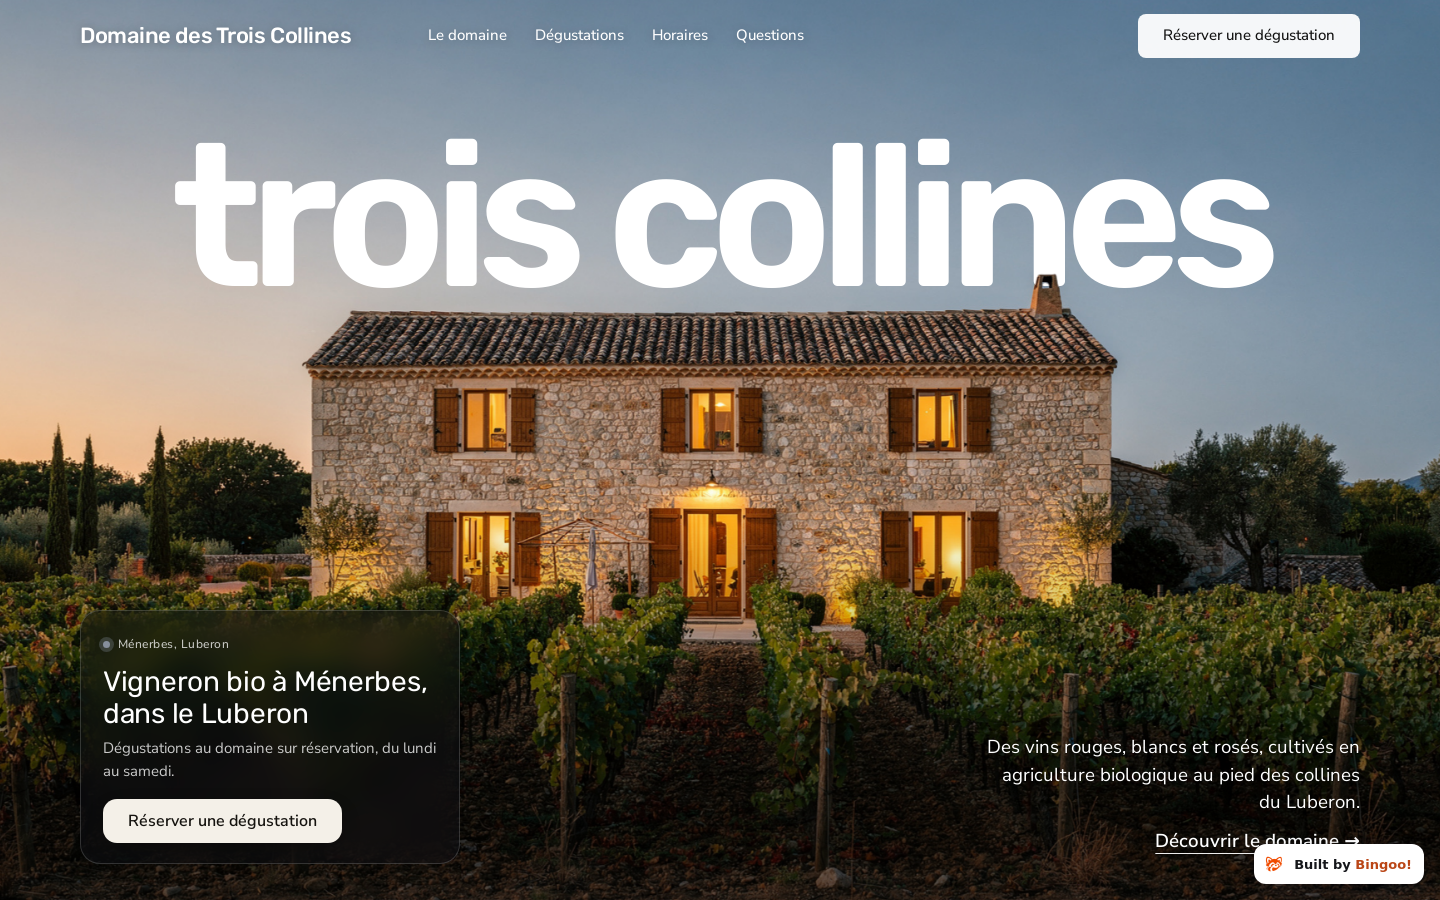 Domaine des Trois Collines
Le domaine
Dégustations
Horaires
Questions
Réserver une dégustation
trois collines
Ménerbes, Luberon
Vigneron bio à Ménerbes,
dans le Luberon
Dégustations au domaine sur réservation, du lundi
au samedi.
Réserver une dégustation
Des vins rouges, blancs et rosés, cultivés en
agriculture biologique au pied des collines
du Luberon.
Découvrir le domaine →
Built by Bingoo!